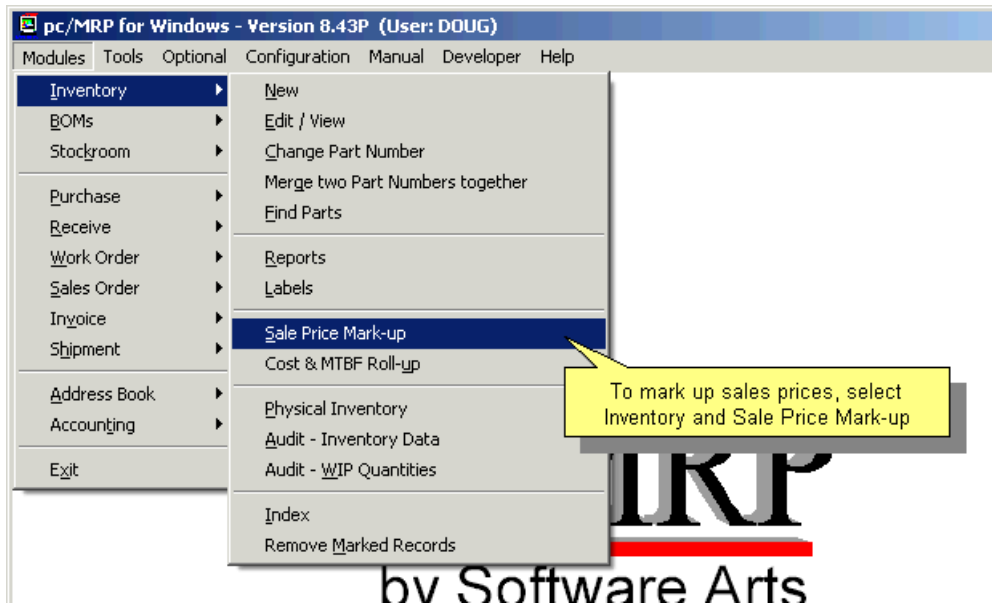 pc/MRP for Windows - Version 8.43P (User: DOUG)
Modules Tools Optional Configuration Manual Developer Help
Inventory
BOMs
Stockroom
Purchase
Receive
Work Order
Sales Order
Invoice
Shipment
Address Book
Accounting
Exit
New
Edit / View
Change Part Number
Merge two Part Numbers together
Find Parts
Reports
Labels
Sale Price Mark-up
Cost & MTBF Roll-up
Physical Inventory
Audit - Inventory Data
Audit - WIP Quantities
Index
Remove Marked Records
To mark up sales prices, select
Inventory and Sale Price Mark-up
MRP
by Software Arts